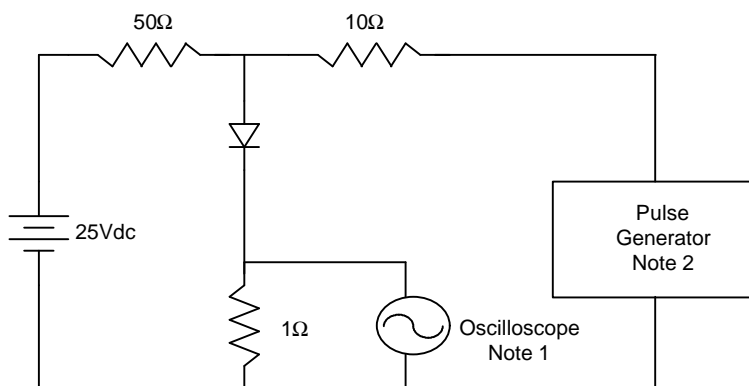 50Ω
10Ω
25Vdc
Pulse
Generator
Note 2
1Ω
Oscilloscope
Note 1